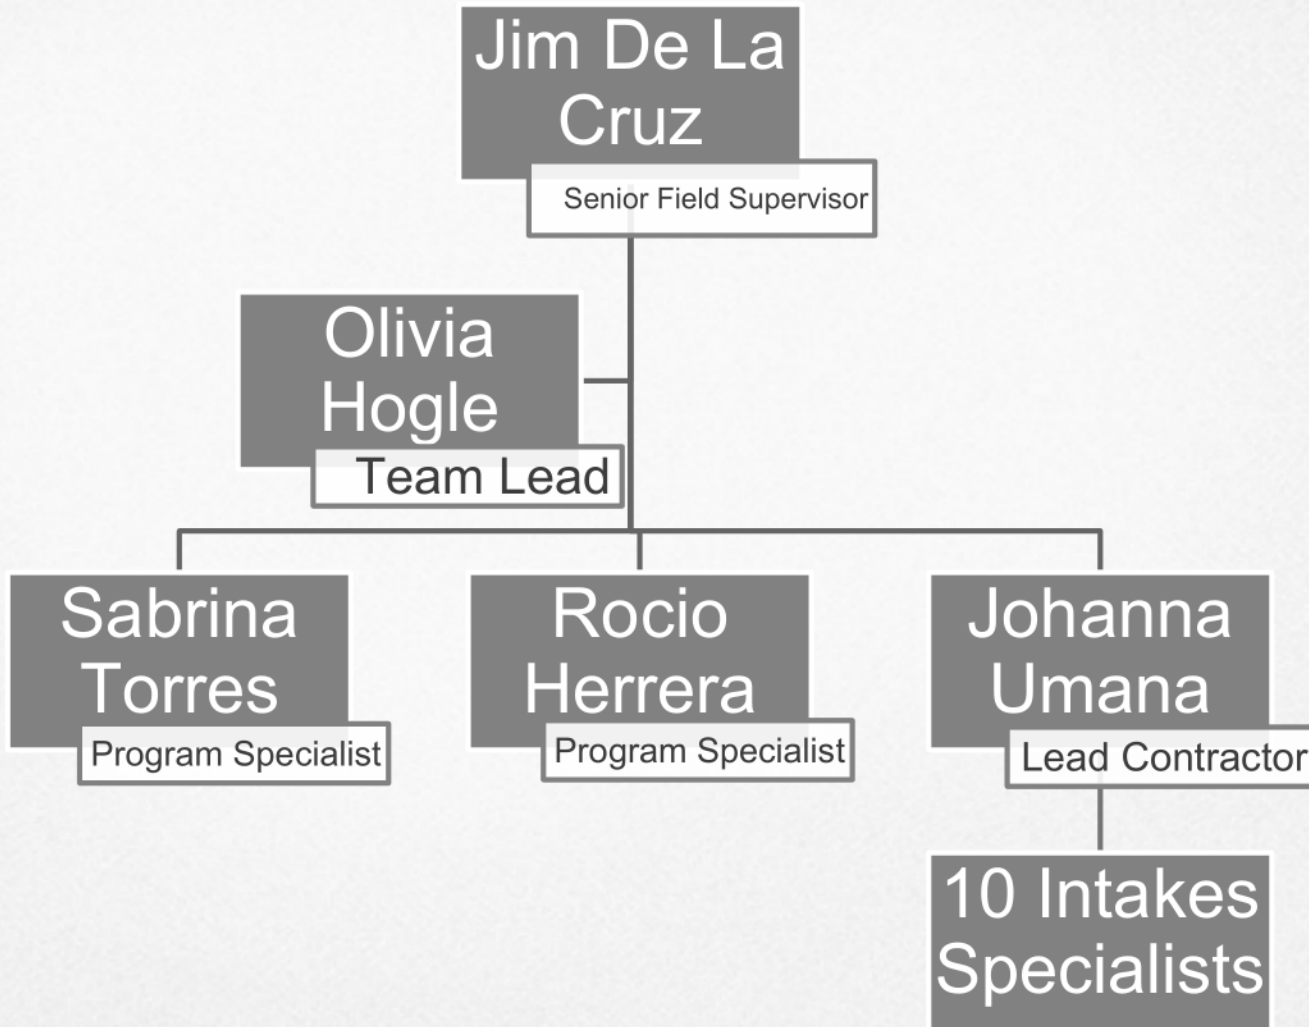 Jim De La
Cruz
Senior Field Supervisor
Olivia
Hogle
Team Lead
Sabrina
Torres
Program Specialist
Rocio
Herrera
Program Specialist
Johanna
Umana
Lead Contractor
10 Intakes
Specialists